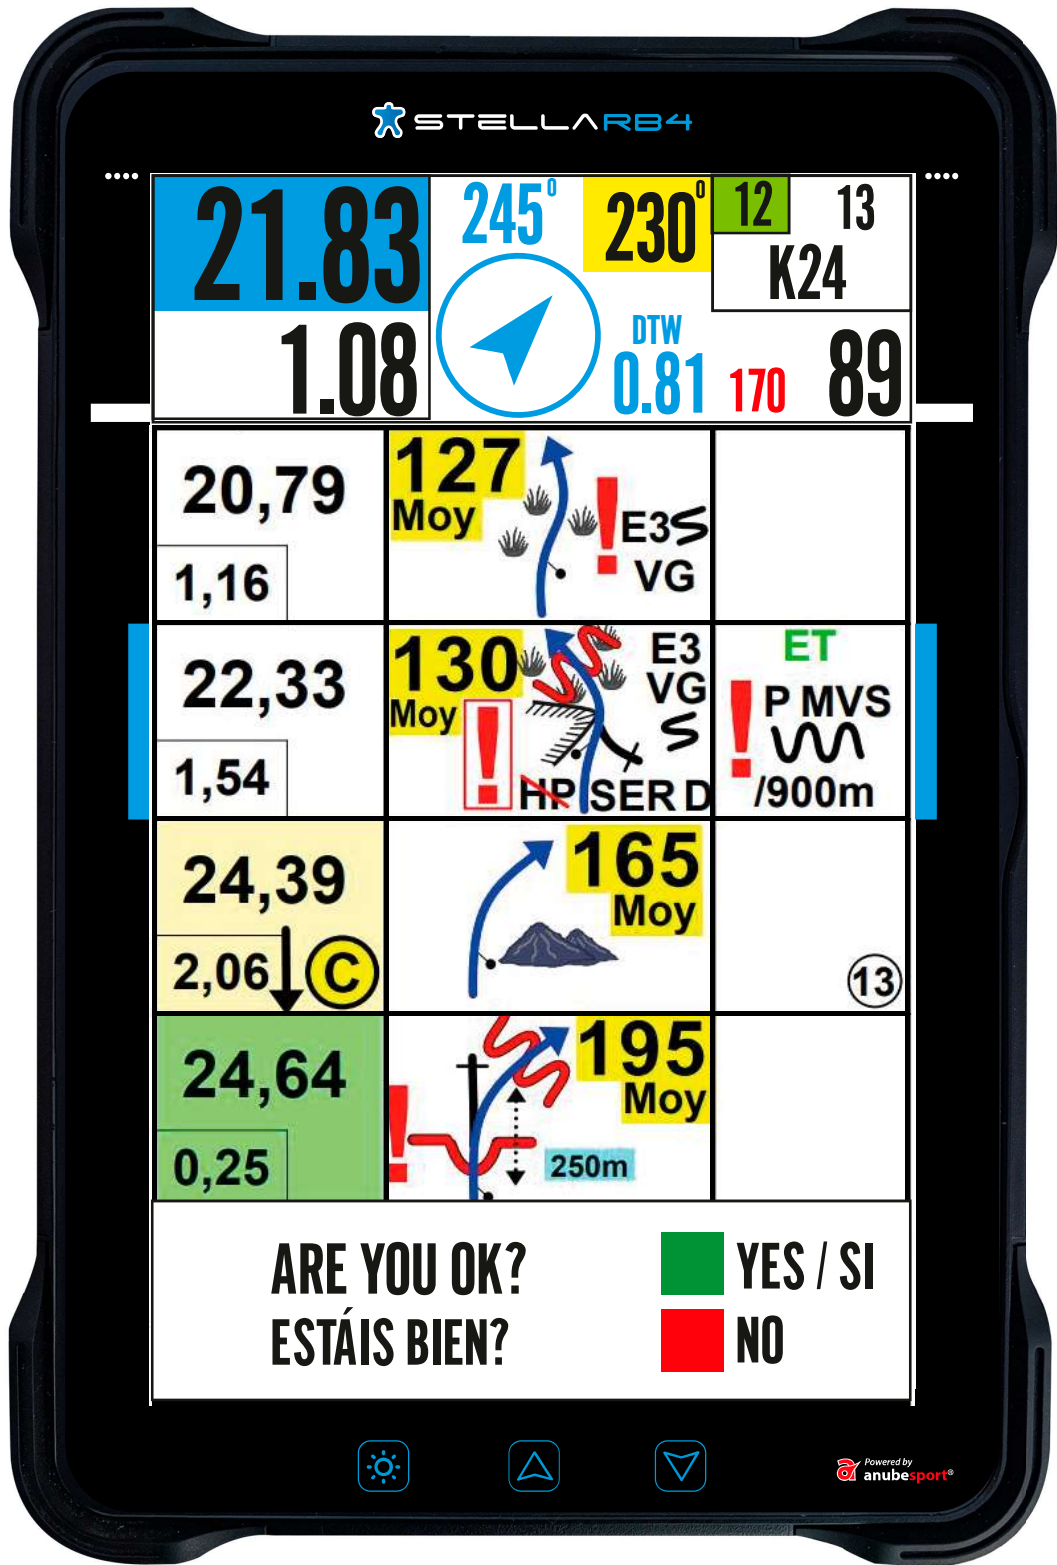 STELLARB4
21.83
245°
230°
12
13
K24
1.08
DTW
0.81
170
89
20,79
1,16
127
Moy
!
E3S
VG
22,33
1,54
130
Moy
!
E3
VG
S
HP
SER D
ET
!
P MVS
/900m
24,39
2,06
C
165
Moy
13
24,64
0,25
!
195
Moy
250m
ARE YOU OK?
YES / SI
ESTÁIS BIEN?
NO
Powered by
anubesport®